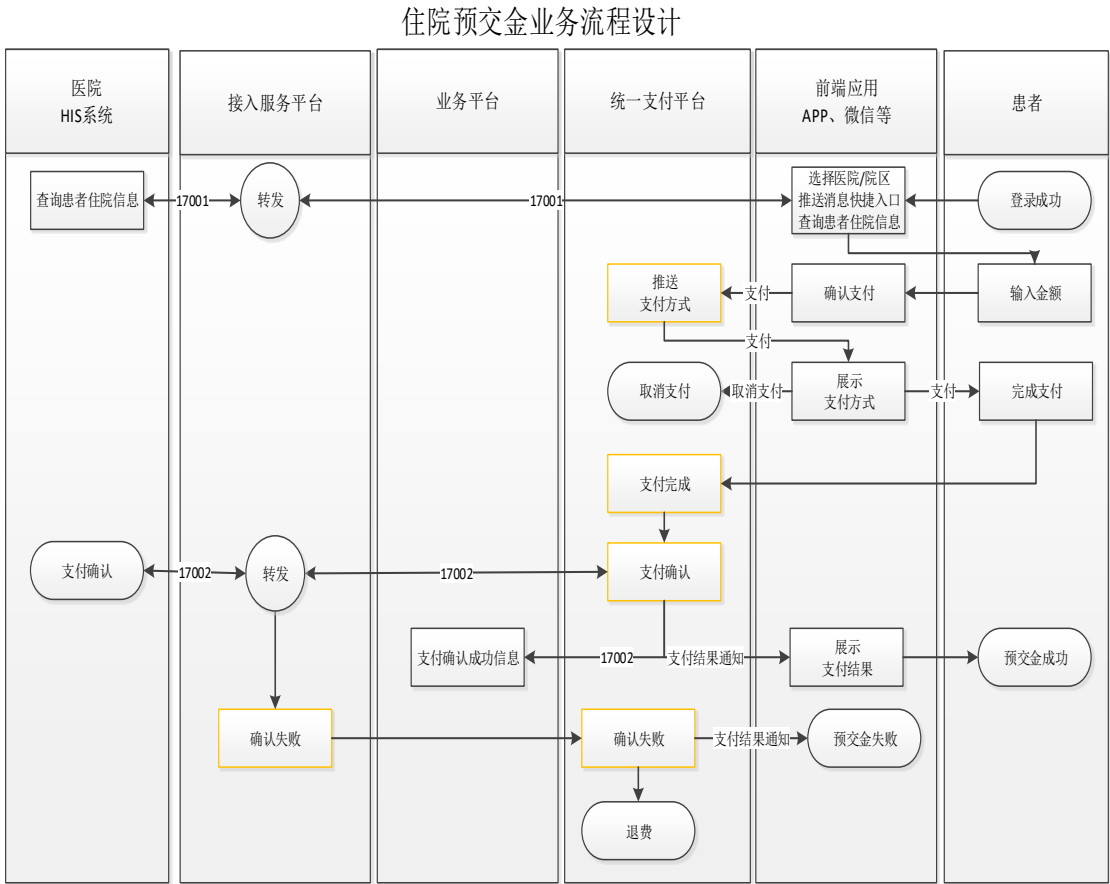 住院预交金业务流程设计
医院
HIS系统
接入服务平台
业务平台
统一支付平台
前端应用
APP、微信等
患者
查询患者住院信息
17001
转发
17001
选择医院/院区
推送消息快捷入口
查询患者住院信息
登录成功
推送
支付方式
支付
确认支付
输入金额
支付
取消支付
取消支付
展示
支付方式
支付
完成支付
支付完成
支付确认
17002
转发
17002
支付确认
支付确认成功信息
17002
支付结果通知
展示
支付结果
预交金成功
确认失败
确认失败
支付结果通知
预交金失败
退费